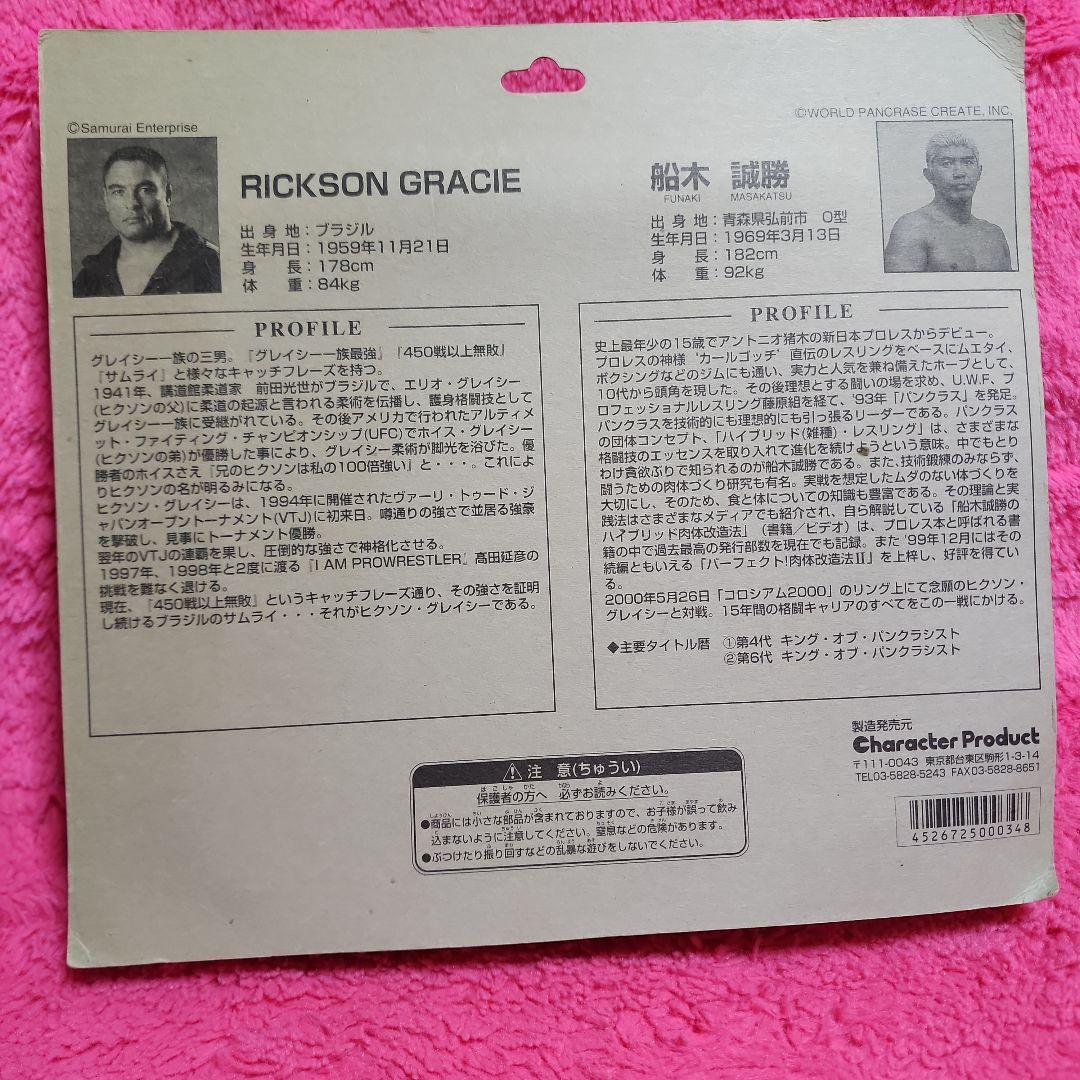 ©Samurai Enterprise
RICKSON GRACIE
出身地：ブラジル
生年月日：1959年11月21日
身　長：178cm
体　重：84kg
PROFILE
グレイシー一族の三男。『グレイシー一族最強』『450戦以上無敗』
『サムライ』と様々なキャッチフレーズを持つ。
1941年、講道館柔道家　前田光世がブラジルで、エリオ・グレイシー
(ヒクソンの父)に柔道の起源と言われる柔術を伝播し、護身格闘技として
グレイシー一族に受継がれている。その後アメリカで行われたアルティメ
ット・ファイティング・チャンピオンシップ(UFC)でホイス・グレイシー
(ヒクソンの弟)が優勝した事により、グレイシー柔術が脚光を浴びた。優
勝者のホイスさえ『兄のヒクソンは私の100倍強い』と・・・。これによ
りヒクソンの名が明るみになる。
ヒクソン・グレイシーは、1994年に開催されたヴァーリ・トゥード・ジ
ャパンオープントーナメント(VTJ)に初来日。噂通りの強さで並居る強豪
を撃破し、見事にトーナメント優勝。
翌年のVTJの連覇を果し、圧倒的な強さで神格化させる。
1997年、1998年と2度に渡る『I AM PROWRESTLER』髙田延彦の
挑戦を難なく退ける。
現在、『450戦以上無敗』というキャッチフレーズ通り、その強さを証明
し続けるブラジルのサムライ・・・それがヒクソン・グレイシーである。
©WORLD PANCRASE CREATE, INC.
船木　誠勝
FUNAKI　MASAKATSU
出身地：青森県弘前市　O型
生年月日：1969年3月13日
身　長：182cm
体　重：92kg
PROFILE
史上最年少の15歳でアントニオ猪木の新日本プロレスからデビュー。
プロレスの神様 'カールゴッチ' 直伝のレスリングをベースにムエタイ、
ボクシングなどのジムにも通い、実力と人気を兼ね備えたホープとして、
10代から頭角を現した。その後理想とする闘いの場を求め、U.W.F、プ
ロフェッショナルレスリング藤原組を経て、'93年「パンクラス」を発足。
パンクラスを技術的にも理想的にも引っ張るリーダーである。パンクラス
の団体コンセプト、「ハイブリッド(雑種)・レスリング」は、さまざまな
格闘技のエッセンスを取り入れて進化を続けようという意味。中でもとり
わけ貪欲ぶりで知られるのが船木誠勝である。また、技術鍛錬のみならず、
闘うための肉体づくり研究も有名。実戦を想定したムダのない体づくりを
大切にし、そのため、食と体についての知識も豊富である。その理論と実
践法はさまざまなメディアでも紹介され、自ら解説している「船木誠勝の
ハイブリッド肉体改造法」（書籍／ビデオ）は、プロレス本と呼ばれる書
籍の中で過去最高の発行部数を現在でも記録。また'99年12月にはその
続編ともいえる「パーフェクト!肉体改造法Ⅱ」を上梓し、好評を得てい
る。
2000年5月26日「コロシアム2000」のリング上にて念願のヒクソン・
グレイシーと対戦。15年間の格闘キャリアのすべてをこの一戦にかける。
◆主要タイトル暦　①第4代 キング・オブ・パンクラシスト
②第6代 キング・オブ・パンクラシスト
製造発売元
Character Product
〒111-0043 東京都台東区駒形1-3-14
TEL03-5828-5243 FAX03-5828-8651
4526725000348
⚠ 注　意(ちゅうい)
保護者の方へ　必ずお読みください。
●商品には小さな部品が含まれておりますので、お子様が誤って飲み
込まないように注意してください。窒息などの危険があります。
●ぶつけたり振り回すなどの乱暴な遊びをしないでください。